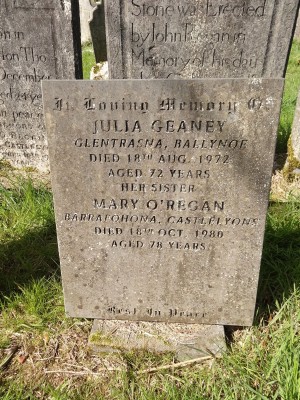 Stone was Erected
by John Regan in
Memory of his
In Loving Memory Of
JULIA GEANEY
GLENTRASNA, BALLYNOE
DIED 18TH AUG. 1972
AGED 72 YEARS
HER SISTER
MARY O'REGAN
BARRAFOHONA, CASTLELYONS
DIED 18TH OCT. 1980
AGED 78 YEARS.
Rest In Peace